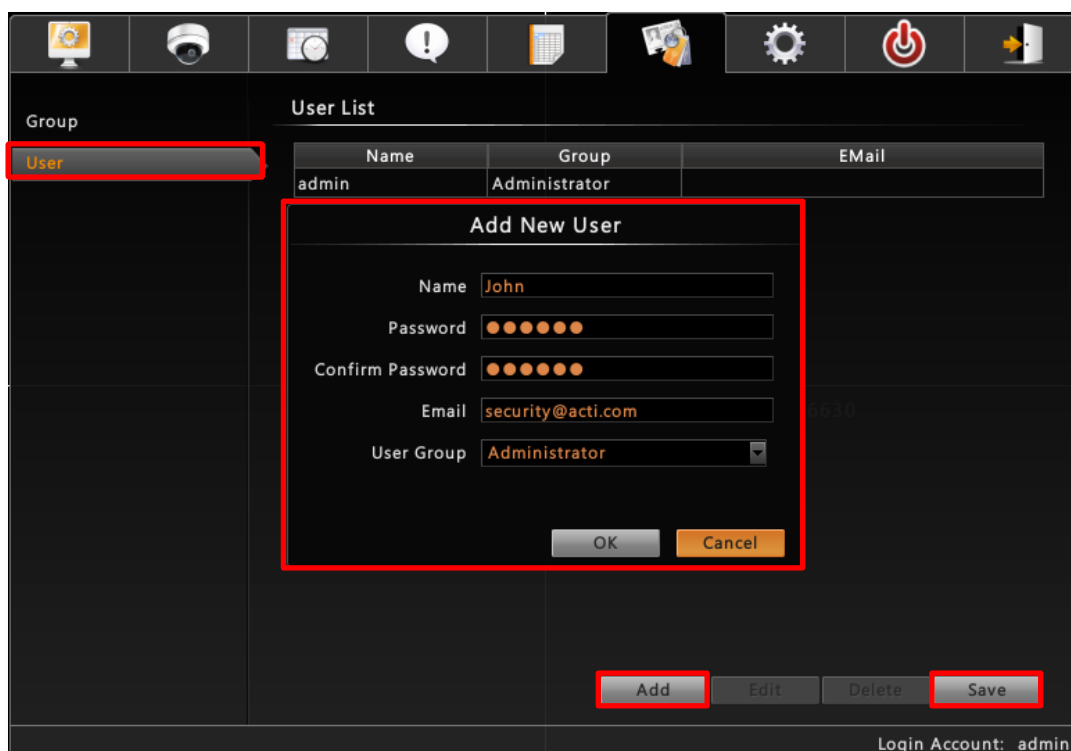 Group
User
User List
Name Group EMail
admin Administrator
Add New User
Name John
Password ●●●●●●
Confirm Password ●●●●●●
Email security@acti.com
6630
User Group Administrator
OK Cancel
Add Edit Delete Save
Login Account: admin